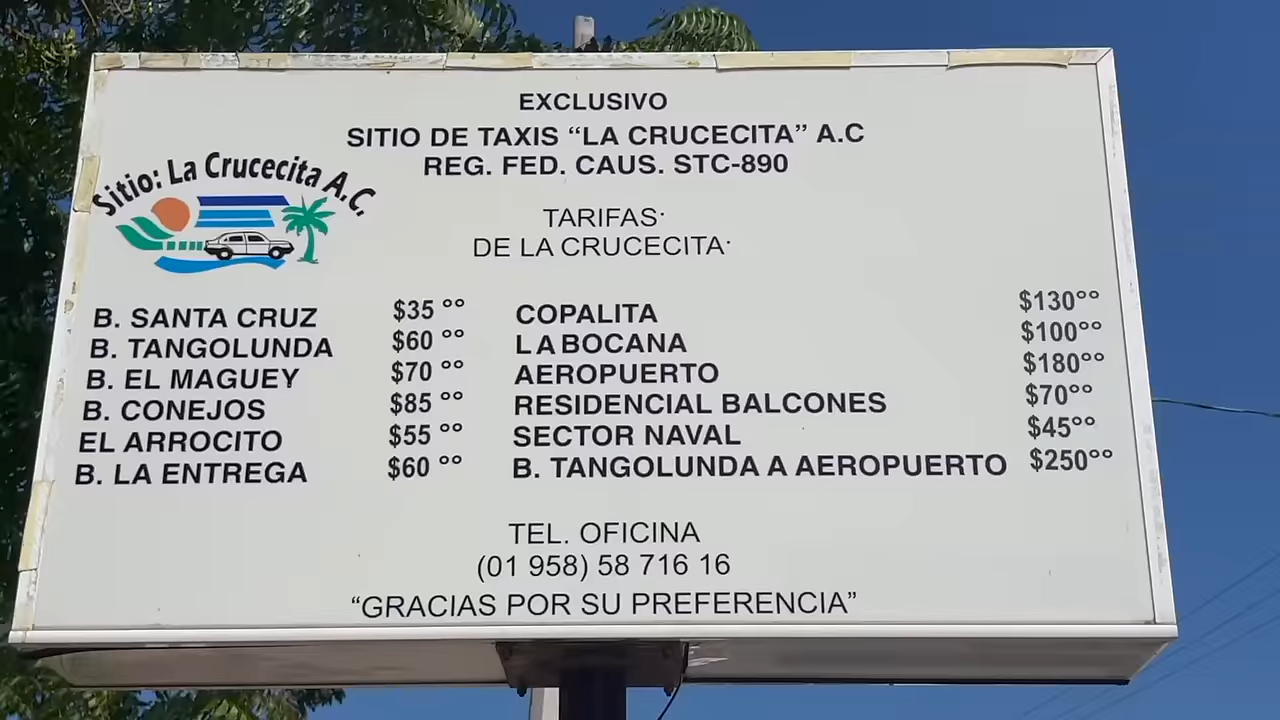 EXCLUSIVO
SITIO DE TAXIS “LA CRUCECITA” A.C
REG. FED. CAUS. STC-890
Sitio: La Crucecita A.C.
TARIFAS
DE LA CRUCECITA
B. SANTA CRUZ $35 °° COPALITA $130°°
B. TANGOLUNDA $60 °° LA BOCANA $100°°
B. EL MAGUEY $70 °° AEROPUERTO $180°°
B. CONEJOS $85 °° RESIDENCIAL BALCONES $70°°
EL ARROCITO $55 °° SECTOR NAVAL $45°°
B. LA ENTREGA $60 °° B. TANGOLUNDA A AEROPUERTO $250°°
TEL. OFICINA
(01 958) 58 716 16
“GRACIAS POR SU PREFERENCIA”